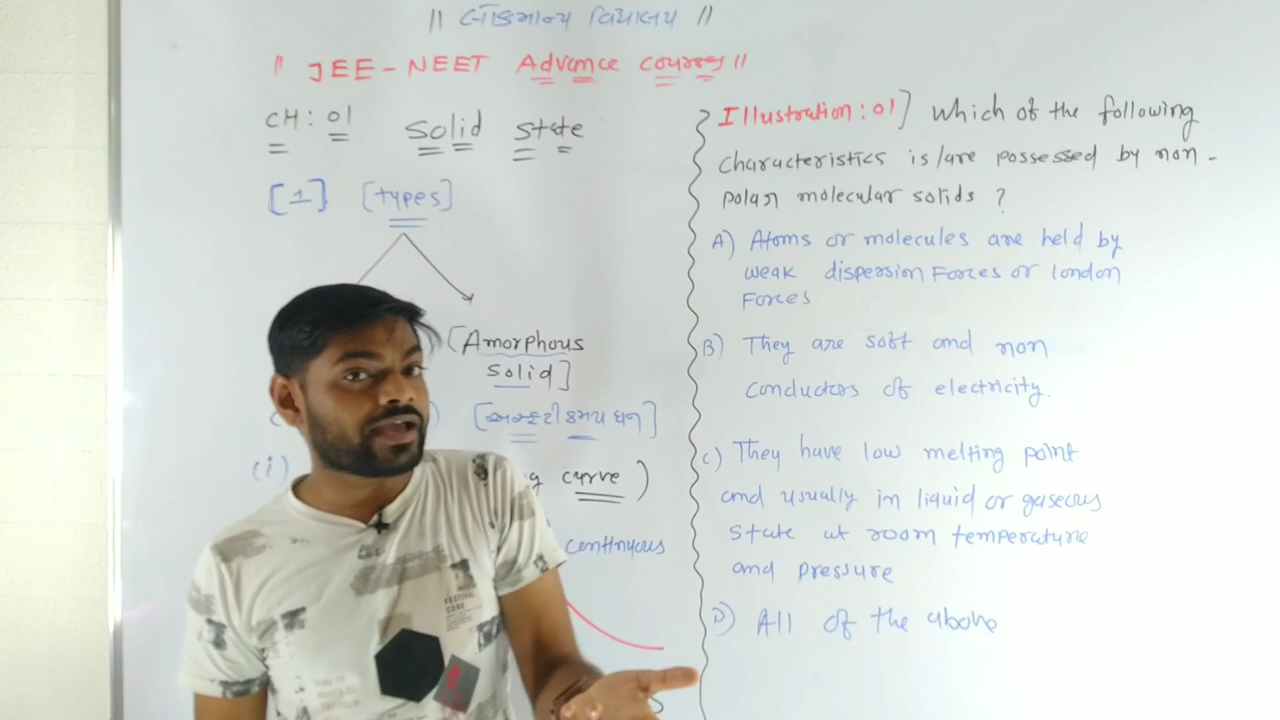 || લોકમાન્ય વિદ્યાલય ||
|| JEE-NEET Advance courses ||
CH: 01 Solid state
[1] [types]
[Amorphous
solid]
[અસ્ફટીકમય ઘન]
(i)
curve)
continuous
Illustration: 01] Which of the following
characteristics is/are possessed by non-
polar molecular solids ?
A) Atoms or molecules are held by
weak dispersion Forces or london
Forces
B) They are soft and non
conductors of electricity.
C) They have low melting point
and usually in liquid or gaseous
state at room temperature
and pressure
D) All of the above
FESTIVAL
CORE